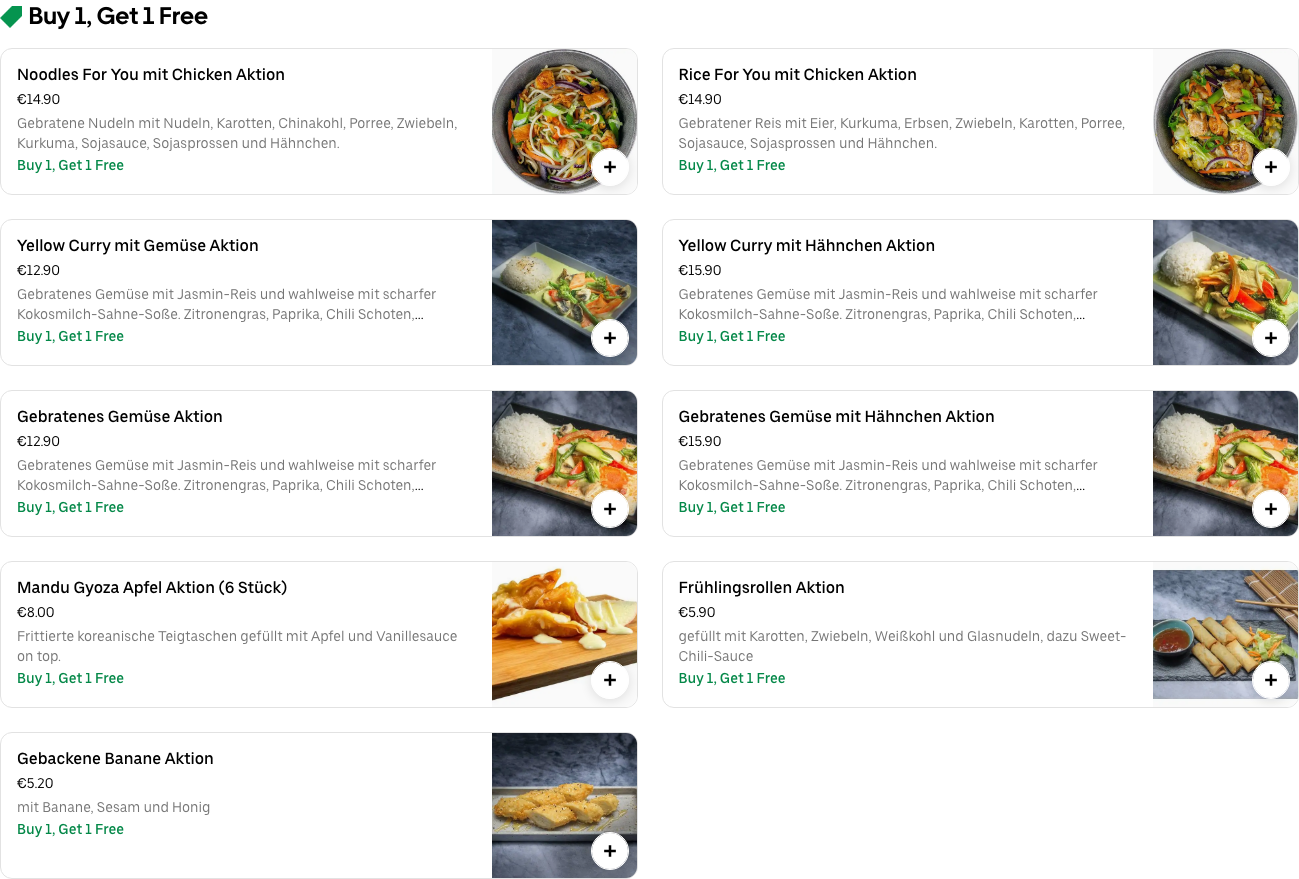 Buy 1, Get 1 Free
Noodles For You mit Chicken Aktion
€14.90
Gebratene Nudeln mit Nudeln, Karotten, Chinakohl, Porree, Zwiebeln,
Kurkuma, Sojasauce, Sojasprossen und Hähnchen.
Buy 1, Get 1 Free
Rice For You mit Chicken Aktion
€14.90
Gebratener Reis mit Eier, Kurkuma, Erbsen, Zwiebeln, Karotten, Porree,
Sojasauce, Sojasprossen und Hähnchen.
Buy 1, Get 1 Free
Yellow Curry mit Gemüse Aktion
€12.90
Gebratenes Gemüse mit Jasmin-Reis und wahlweise mit scharfer
Kokosmilch-Sahne-Soße. Zitronengras, Paprika, Chili Schoten,...
Buy 1, Get 1 Free
Yellow Curry mit Hähnchen Aktion
€15.90
Gebratenes Gemüse mit Jasmin-Reis und wahlweise mit scharfer
Kokosmilch-Sahne-Soße. Zitronengras, Paprika, Chili Schoten,...
Buy 1, Get 1 Free
Gebratenes Gemüse Aktion
€12.90
Gebratenes Gemüse mit Jasmin-Reis und wahlweise mit scharfer
Kokosmilch-Sahne-Soße. Zitronengras, Paprika, Chili Schoten,...
Buy 1, Get 1 Free
Gebratenes Gemüse mit Hähnchen Aktion
€15.90
Gebratenes Gemüse mit Jasmin-Reis und wahlweise mit scharfer
Kokosmilch-Sahne-Soße. Zitronengras, Paprika, Chili Schoten,...
Buy 1, Get 1 Free
Mandu Gyoza Apfel Aktion (6 Stück)
€8.00
Frittierte koreanische Teigtaschen gefüllt mit Apfel und Vanillesauce
on top.
Buy 1, Get 1 Free
Frühlingsrollen Aktion
€5.90
gefüllt mit Karotten, Zwiebeln, Weißkohl und Glasnudeln, dazu Sweet-
Chili-Sauce
Buy 1, Get 1 Free
Gebackene Banane Aktion
€5.20
mit Banane, Sesam und Honig
Buy 1, Get 1 Free